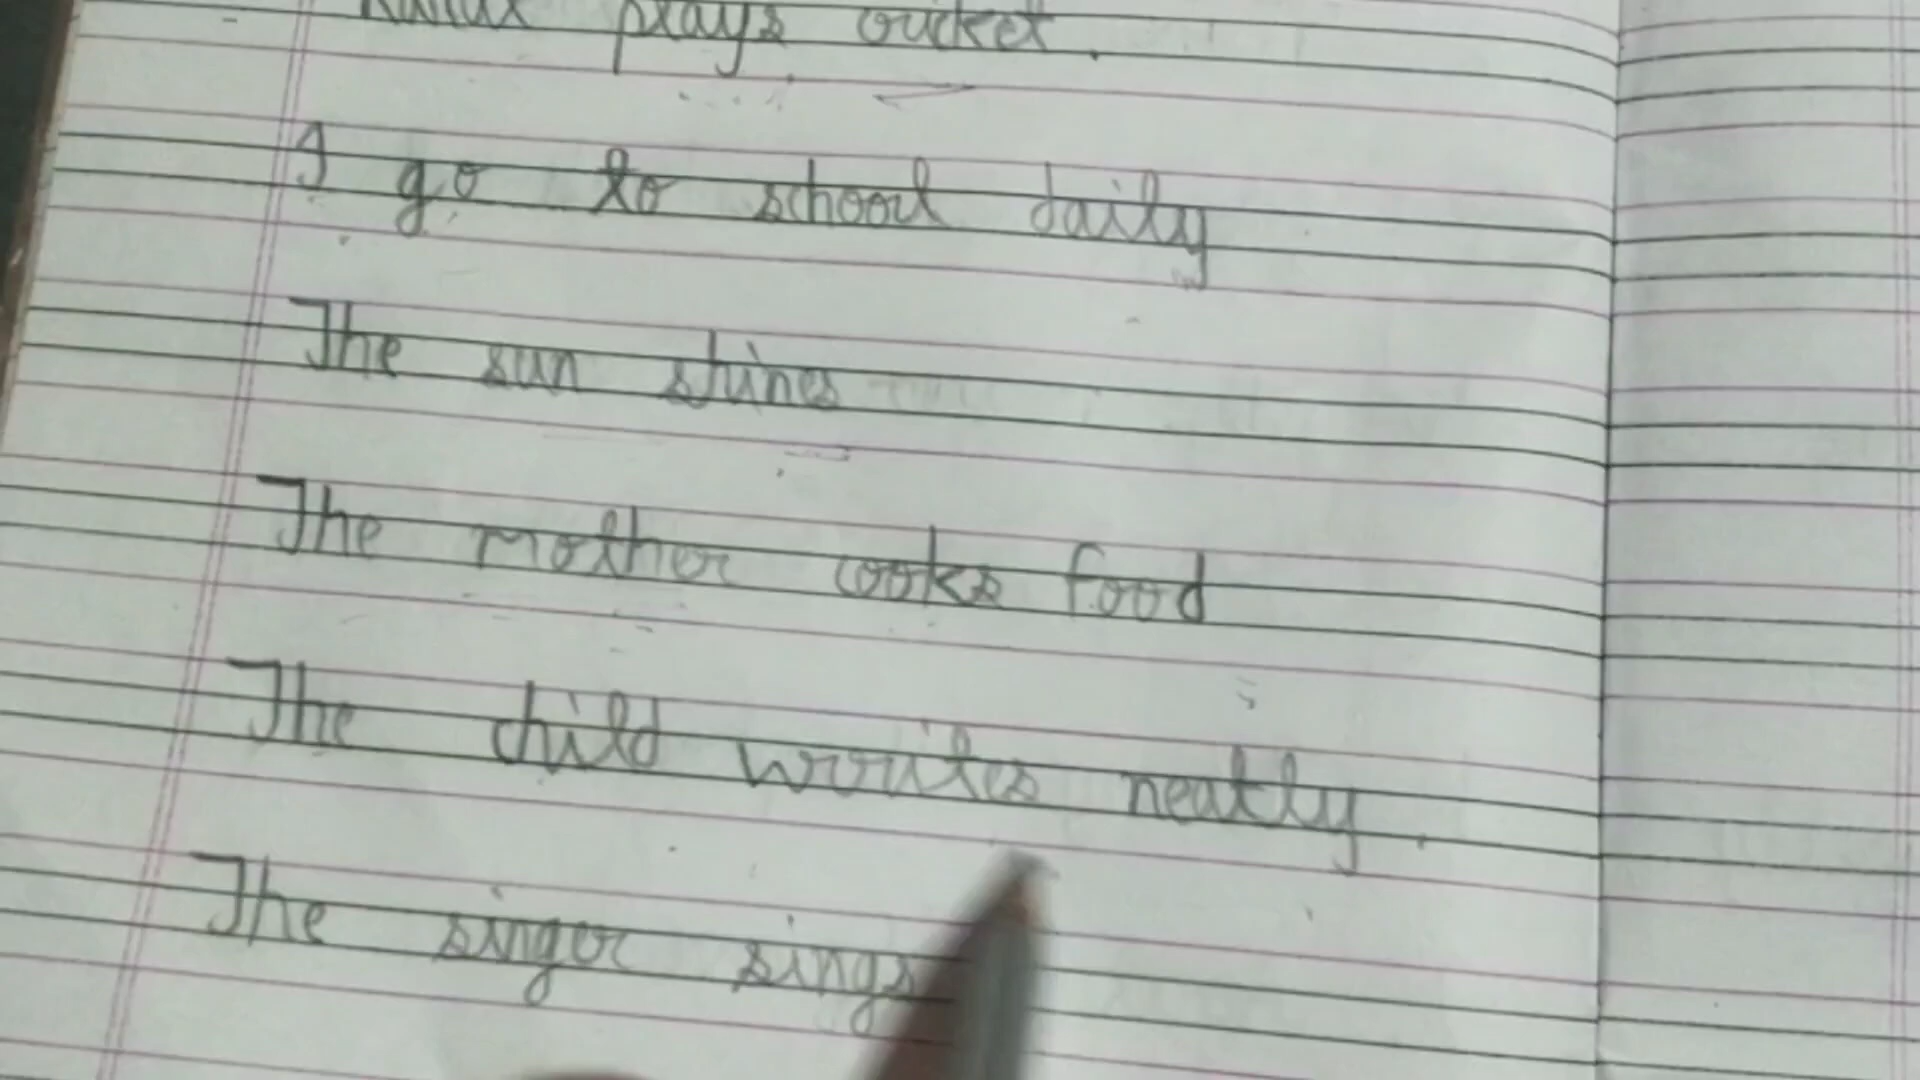 plays cricket.
I go to school daily
The sun shines
The mother cooks food
The child writes neatly.
The singer sings